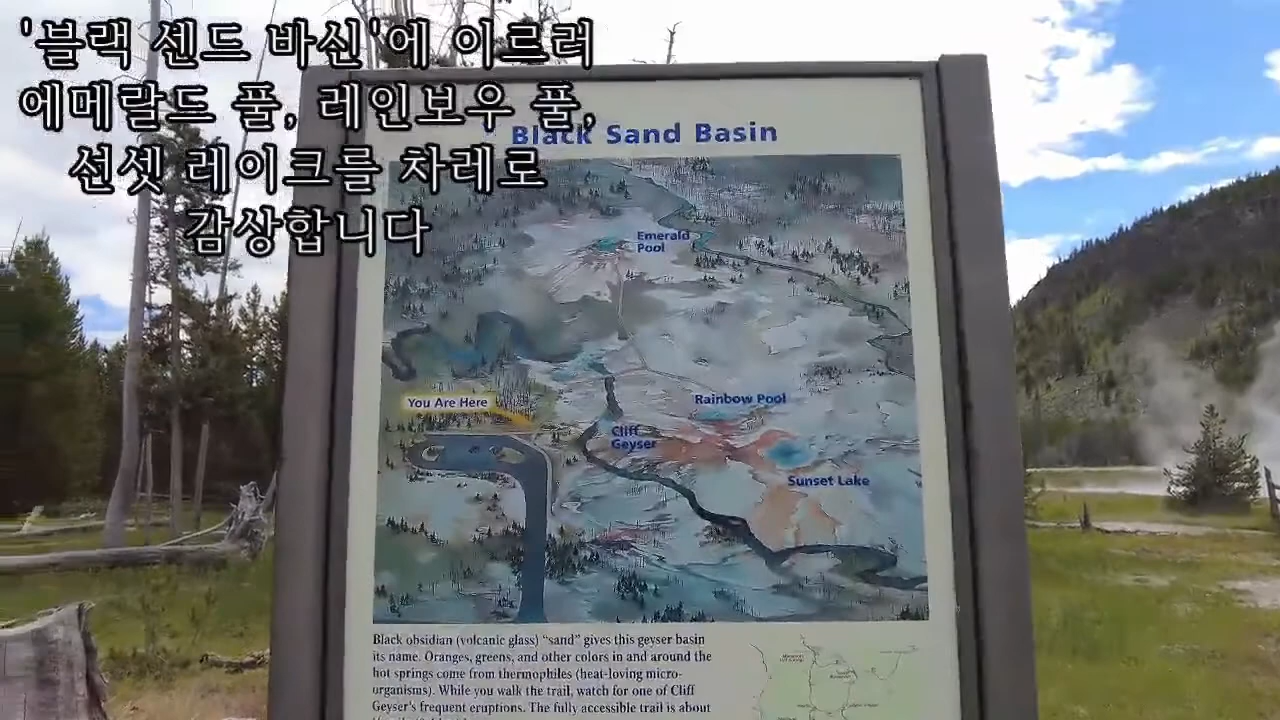 '블랙 센드 바신'에 이르러
에메랄드 풀, 레인보우 풀,
선셋 레이크를 차례로
감상합니다
Black Sand Basin
Emerald
Pool
You Are Here
Rainbow Pool
Cliff
Geyser
Sunset Lake
Black obsidian (volcanic glass) “sand” gives this geyser basin
its name. Oranges, greens, and other colors in and around the
hot springs come from thermophiles (heat-loving micro-
organisms). While you walk the trail, watch for one of Cliff
Geyser's frequent eruptions. The fully accessible trail is about